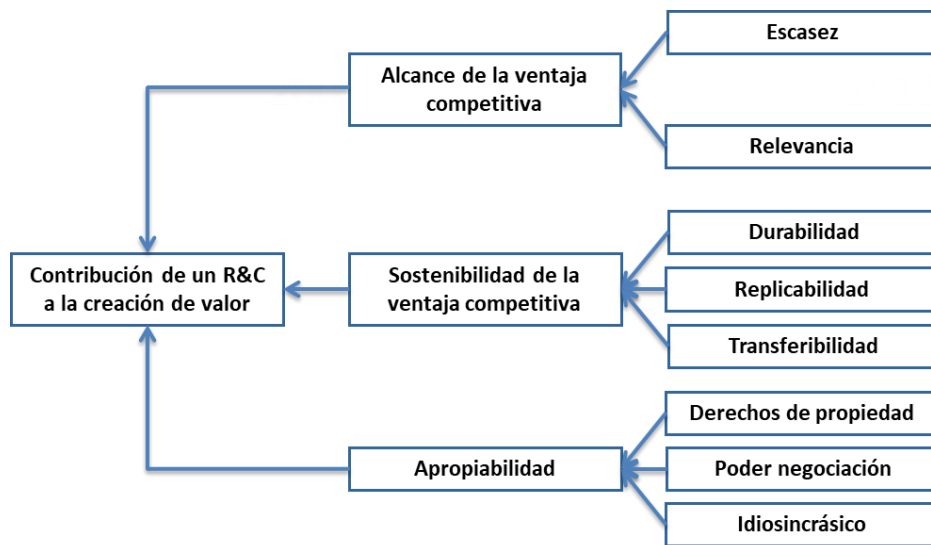 Escasez
Alcance de la ventaja
competitiva
Relevancia
Durabilidad
Contribución de un R&C
a la creación de valor
Sostenibilidad de la
ventaja competitiva
Replicabilidad
Transferibilidad
Derechos de propiedad
Apropiabilidad
Poder negociación
Idiosincrásico